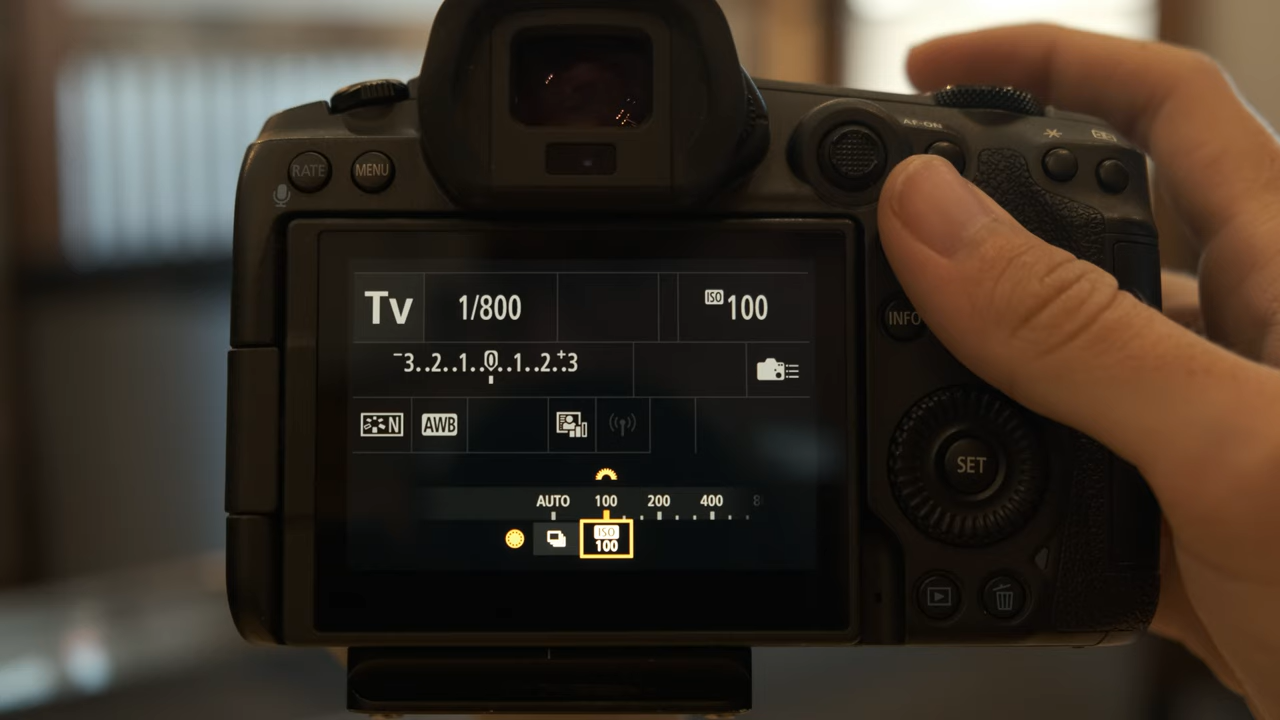 AF-ON
RATE MENU
Tv 1/800 ISO 100
-3..2..1..0..1..2..+3
INFO
N AWB
SET
AUTO 100 200 400 8
ISO
100